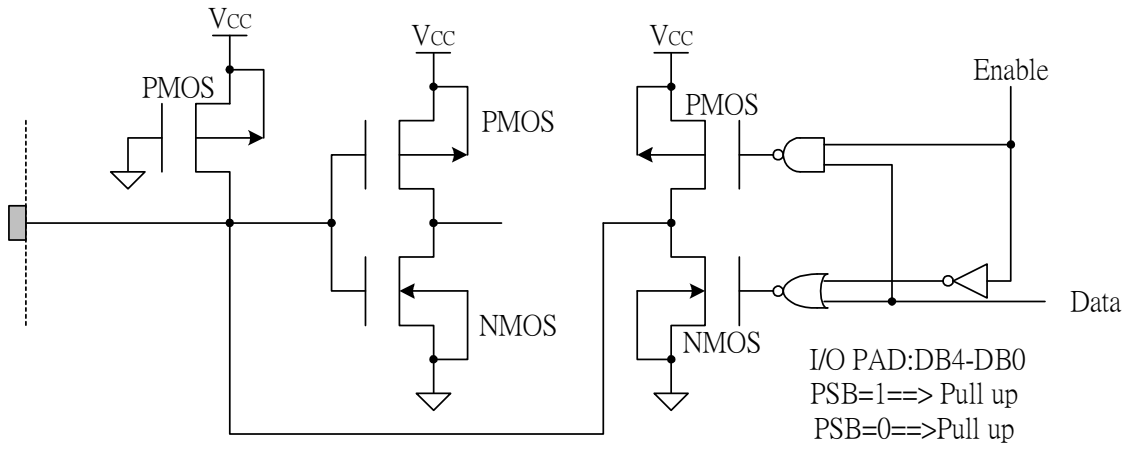 VCC
PMOS
VCC
PMOS
NMOS
VCC
PMOS
NMOS
Enable
Data
I/O PAD:DB4-DB0
PSB=1==> Pull up
PSB=0==>Pull up